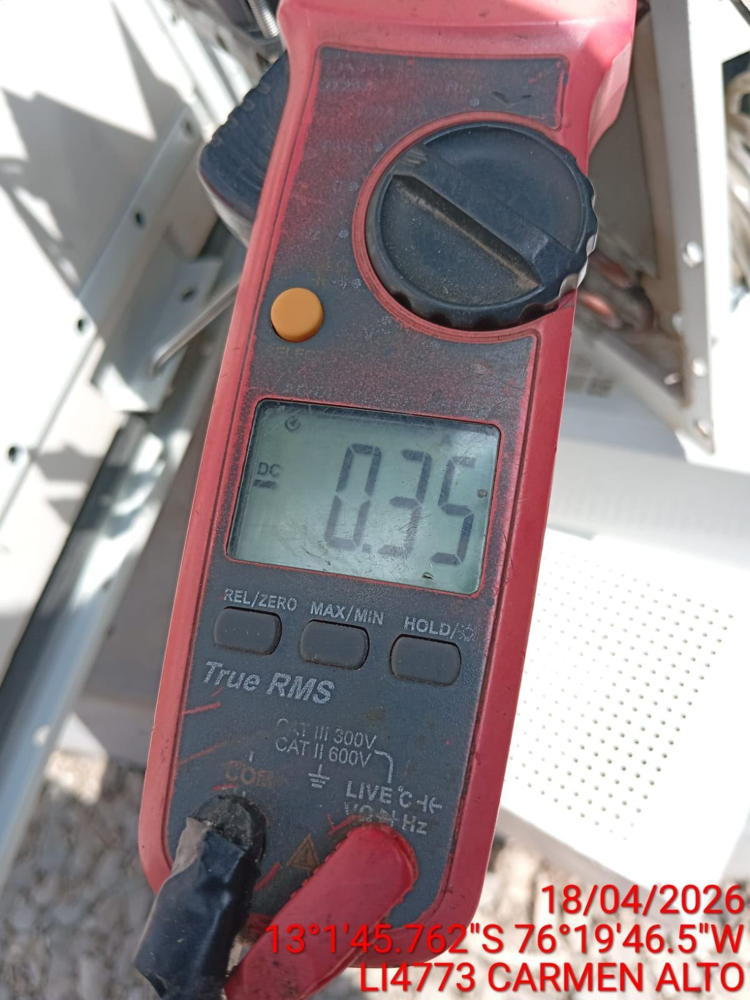 DC
0.35
REL/ZERO MAX/MIN HOLD/
True RMS
CAT III 300V
CAT II 600V
COM
LIVE °C
VΩ Hz
18/04/2026
13°1'45.762"S 76°19'46.5"W
LI4773 CARMEN ALTO